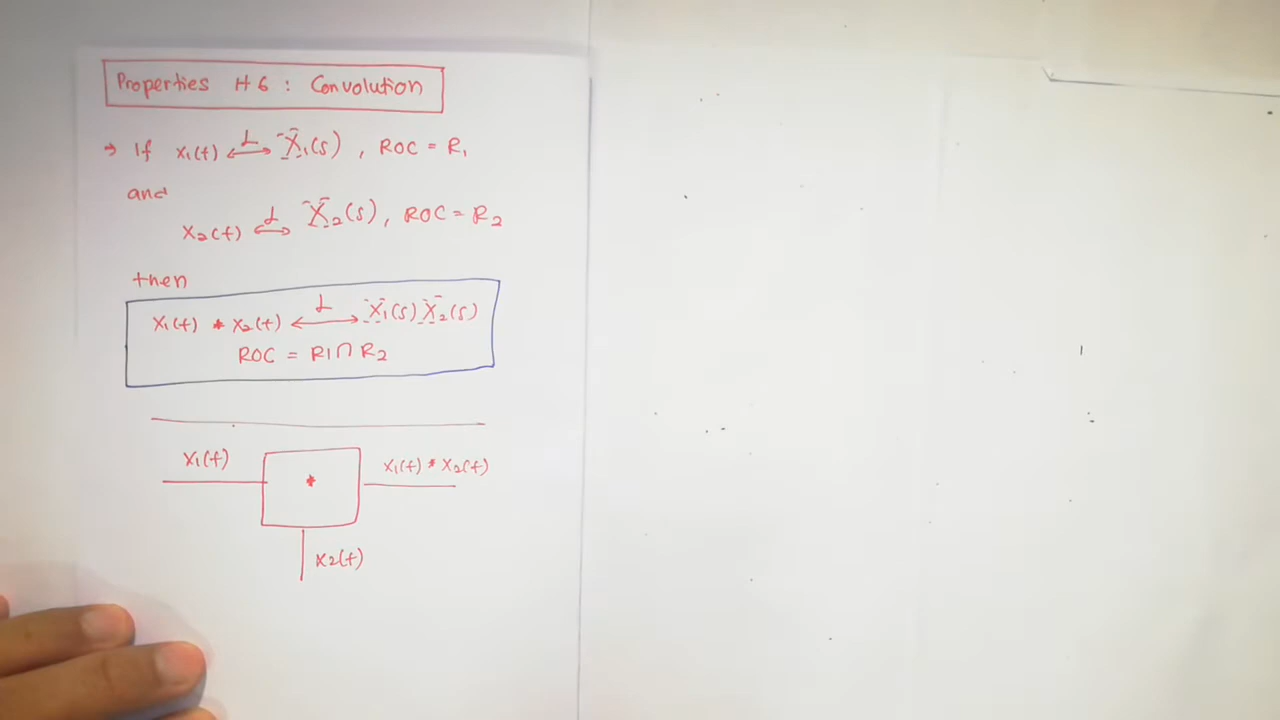 Properties # 6 : Convolution
→ If x₁(t) ↔ X₁(s) , ROC = R₁
L
and
x₂(t) ↔ X₂(s), ROC = R₂
L
then
x₁(t) * x₂(t) ↔ X₁(s) X₂(s)
L
ROC = R1 ∩ R₂
x₁(t)
*
x₁(t) * x₂(t)
x2(t)